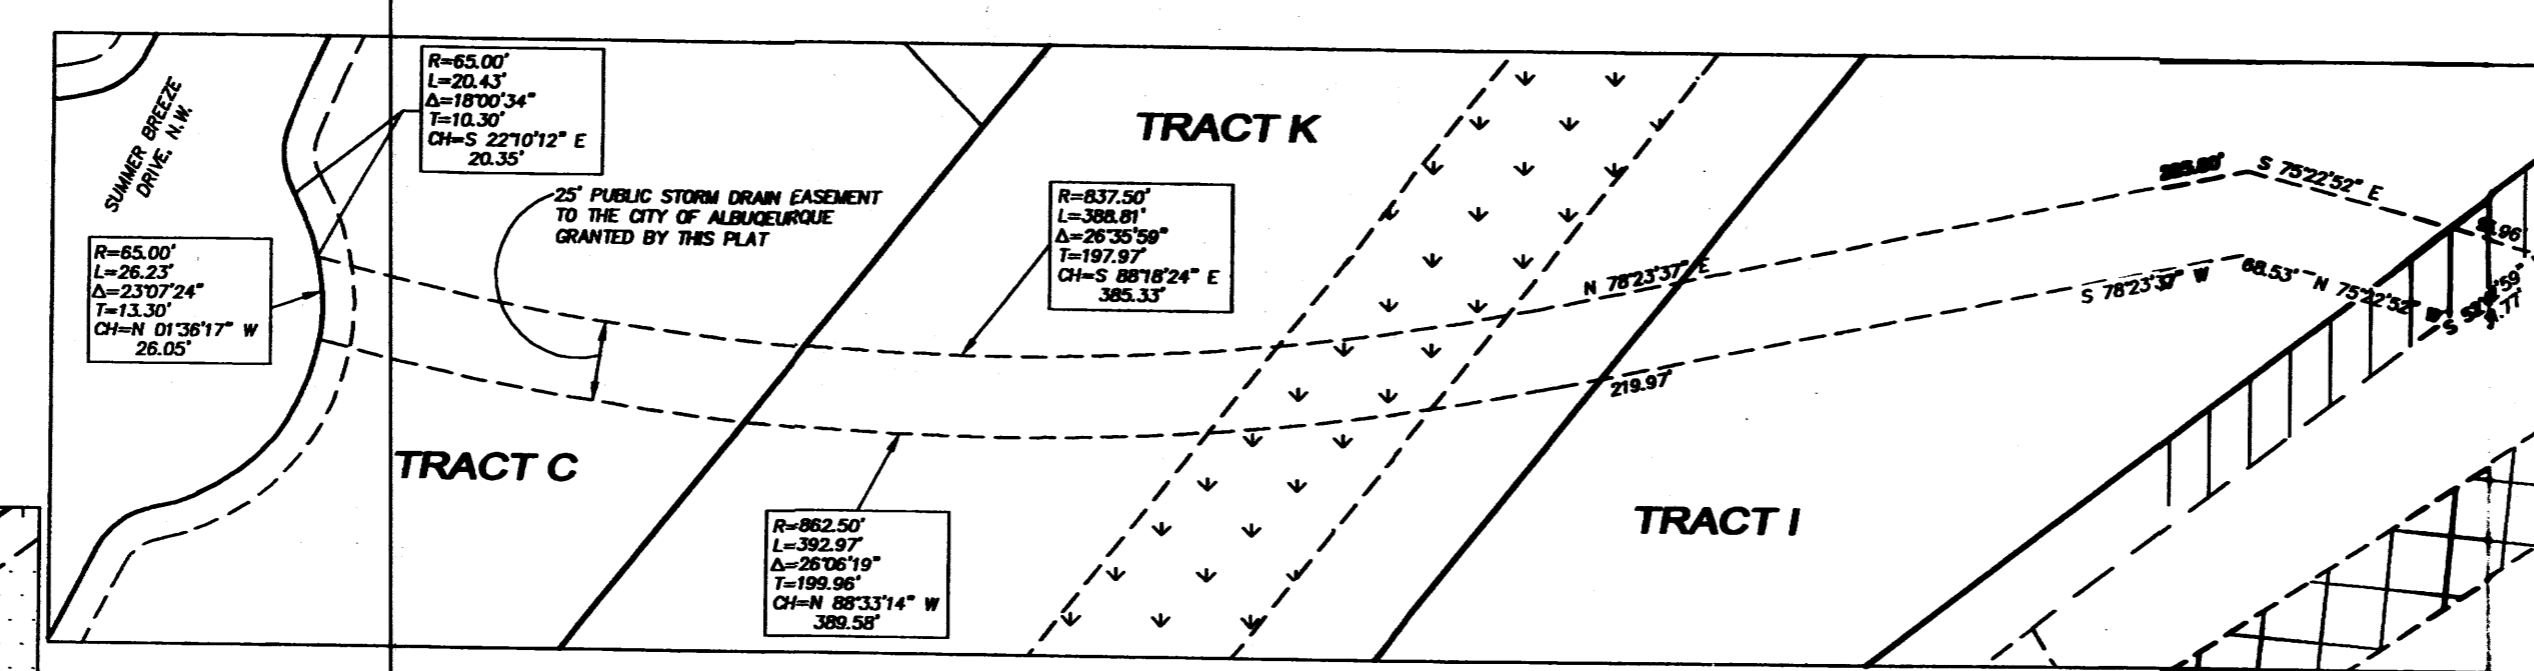 SUMMER BREEZE
DRIVE, N.W.
R=65.00'
L=20.43'
Δ=18°00'34"
T=10.30'
CH=S 22°10'12" E
20.35'
25' PUBLIC STORM DRAIN EASEMENT
TO THE CITY OF ALBUQEURQUE
GRANTED BY THIS PLAT
R=65.00'
L=26.23'
Δ=23°07'24"
T=13.30'
CH=N 01°36'17" W
26.05'
TRACT C
TRACT K
R=837.50'
L=388.81'
Δ=26°35'59"
T=197.97'
CH=S 88°18'24" E
385.33'
R=862.50'
L=392.97'
Δ=26°06'19"
T=199.96'
CH=N 88°33'14" W
389.58'
N 78°23'37" E
S 75°22'52" E
S 78°23'37" W
68.53'
N 75°22'52" W
219.97'
TRACT I